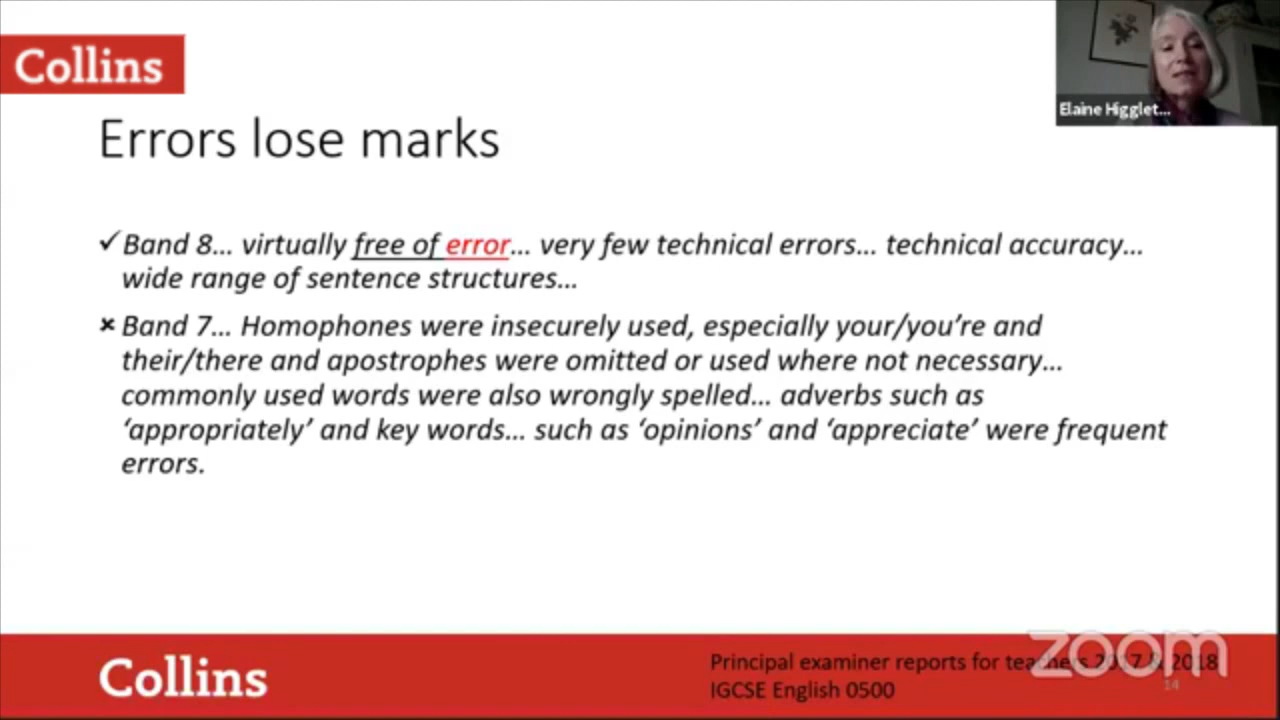 Collins
Elaine Higglet...
Errors lose marks
✓ Band 8... virtually free of error... very few technical errors... technical accuracy...
wide range of sentence structures...
× Band 7... Homophones were insecurely used, especially your/you're and
their/there and apostrophes were omitted or used where not necessary...
commonly used words were also wrongly spelled... adverbs such as
‘appropriately’ and key words... such as ‘opinions’ and ‘appreciate’ were frequent
errors.
Collins
Principal examiner reports for teachers 2017 & 2018
IGCSE English 0500
zoom
14